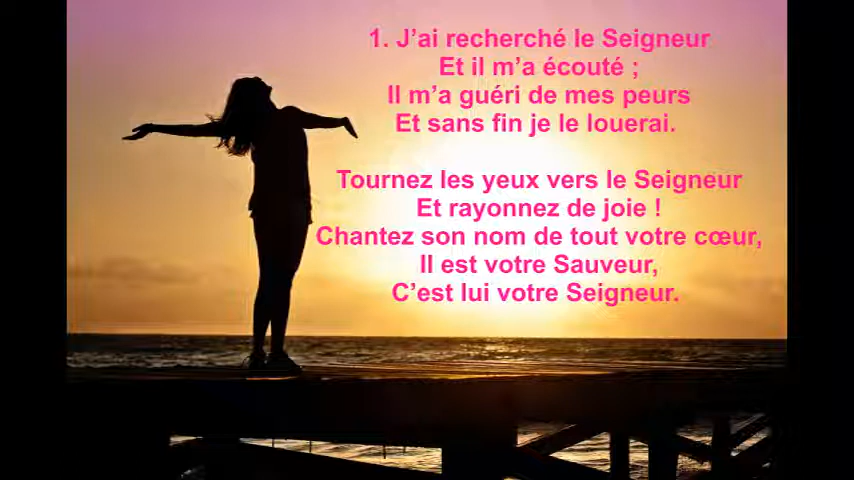 1. J’ai recherché le Seigneur
Et il m’a écouté ;
Il m’a guéri de mes peurs
Et sans fin je le louerai.
Tournez les yeux vers le Seigneur
Et rayonnez de joie !
Chantez son nom de tout votre cœur,
Il est votre Sauveur,
C’est lui votre Seigneur.